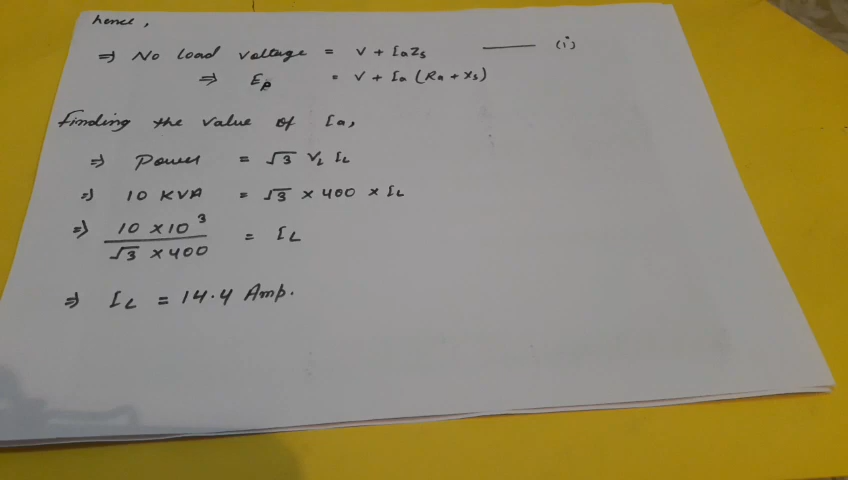 hence,
⇒ No load voltage = V + IaZs —— (i)
⇒ Ep = V + Ia (Ra + Xs)
finding the value of Ia,
⇒ Power = √3 VL IL
⇒ 10 KVA = √3 × 400 × IL
⇒ 10 × 10³ / √3 × 400 = IL
⇒ IL = 14.4 Amp.